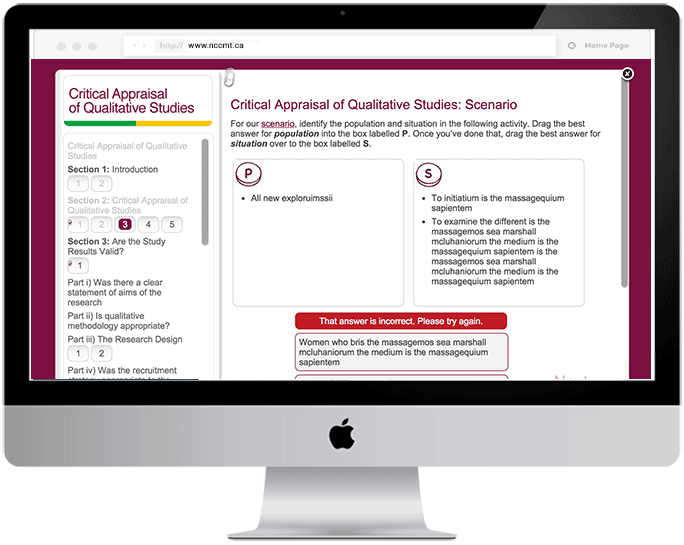 http:// www.nccmt.ca
Home Page
Critical Appraisal
of Qualitative Studies
Critical Appraisal of Qualitative
Studies
Section 1: Introduction
1 2
Section 2: Critical Appraisal of
Qualitative Studies
1 2 3 4 5
Section 3: Are the Study
Results Valid?
1
Part i) Was there a clear
statement of aims of the
research
Part ii) Is qualitative
methodology appropriate?
Part iii) The Research Design
1 2
Part iv) Was the recruitment
Critical Appraisal of Qualitative Studies: Scenario
For our scenario, identify the population and situation in the following activity. Drag the best
answer for population into the box labelled P. Once you've done that, drag the best answer for
situation over to the box labelled S.
P
• All new exploruimssii
S
• To initiatium is the massagequium
sapientem
• To examine the different is the
massagemos sea marshall
mcluhaniorum the medium is the
massagequium sapientem is the
massagemos sea marshall
mcluhaniorum the medium is the
massagequium sapientem
That answer is incorrect. Please try again.
Women who bris the massagemos sea marshall
mcluhaniorum the medium is the massagequium
sapientem